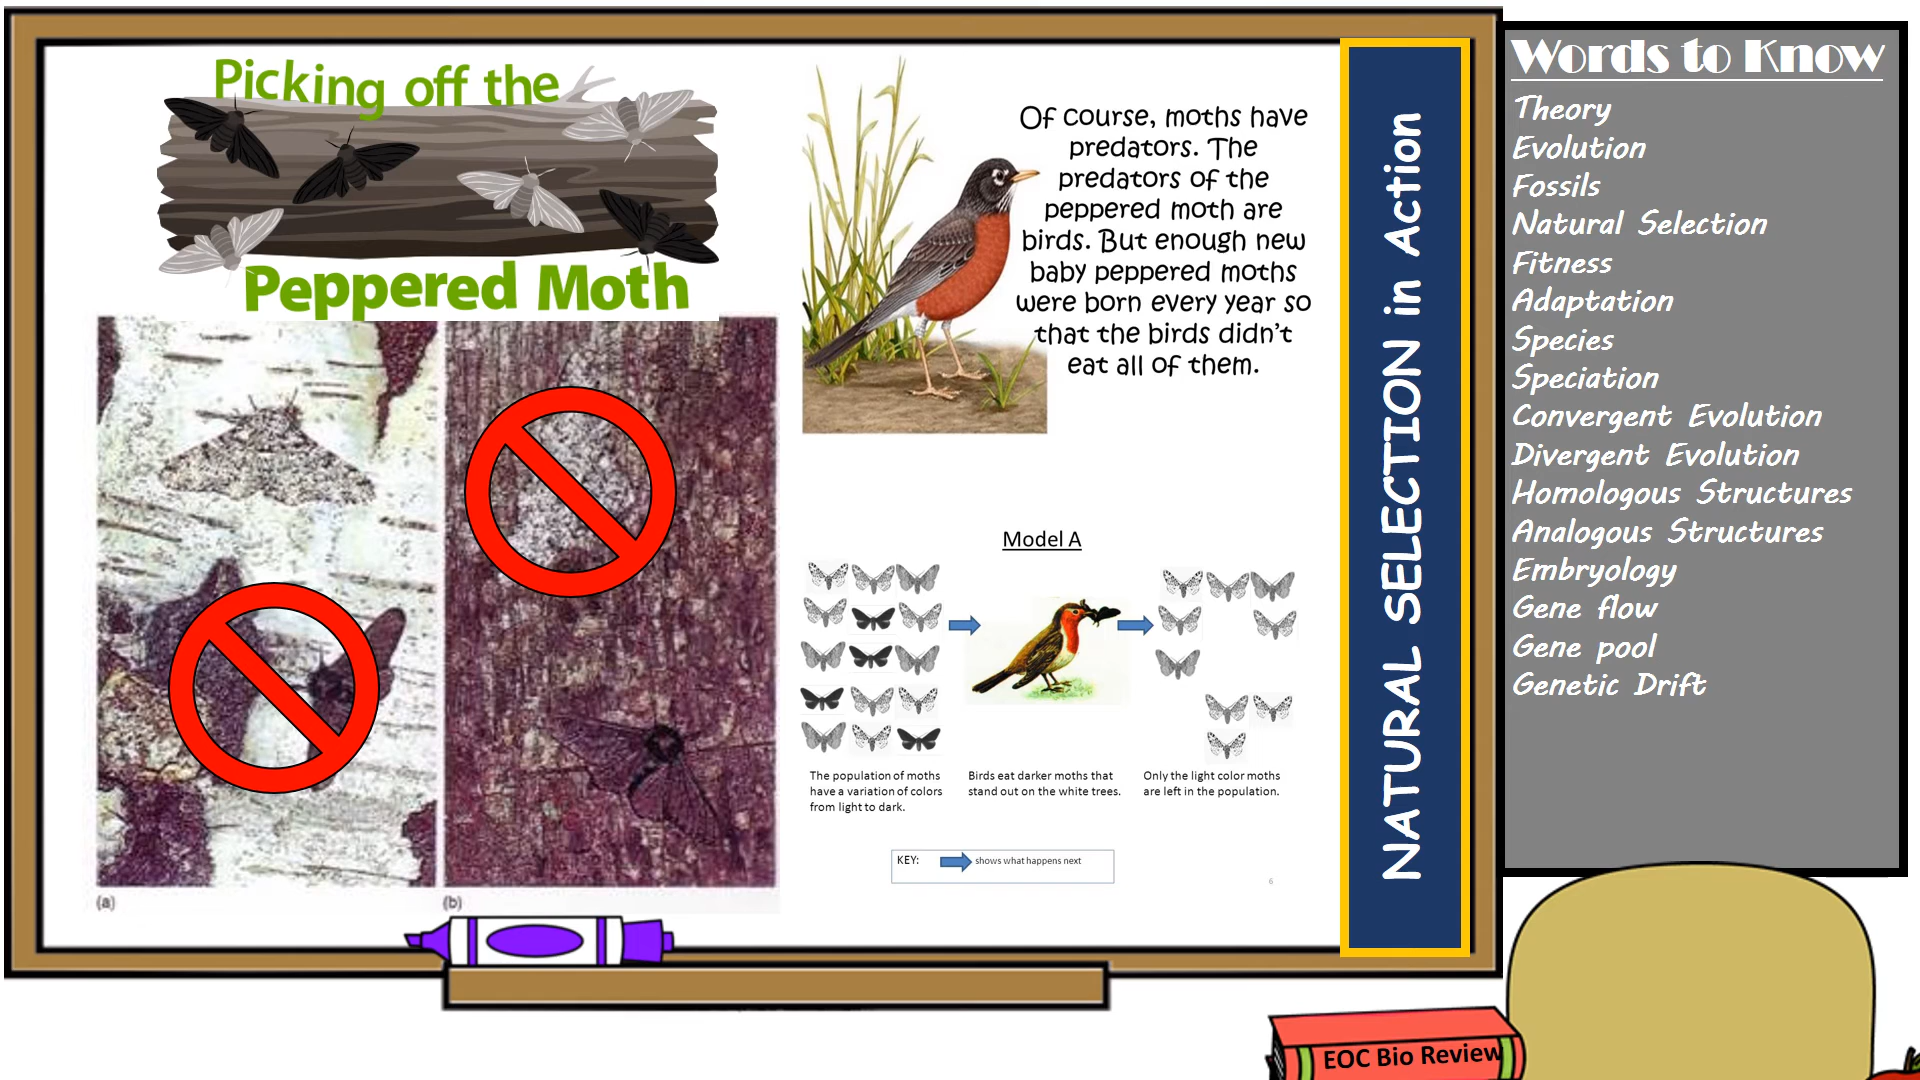 Picking off the
Peppered Moth
(a)
(b)
Of course, moths have
predators. The
predators of the
peppered moth are
birds. But enough new
baby peppered moths
were born every year so
that the birds didn't
eat all of them.
Model A
The population of moths
have a variation of colors
from light to dark.
Birds eat darker moths that
stand out on the white trees.
Only the light color moths
are left in the population.
KEY: shows what happens next
6
NATURAL SELECTION in Action
Words to Know
Theory
Evolution
Fossils
Natural Selection
Fitness
Adaptation
Species
Speciation
Convergent Evolution
Divergent Evolution
Homologous Structures
Analogous Structures
Embryology
Gene flow
Gene pool
Genetic Drift
EOC Bio Review